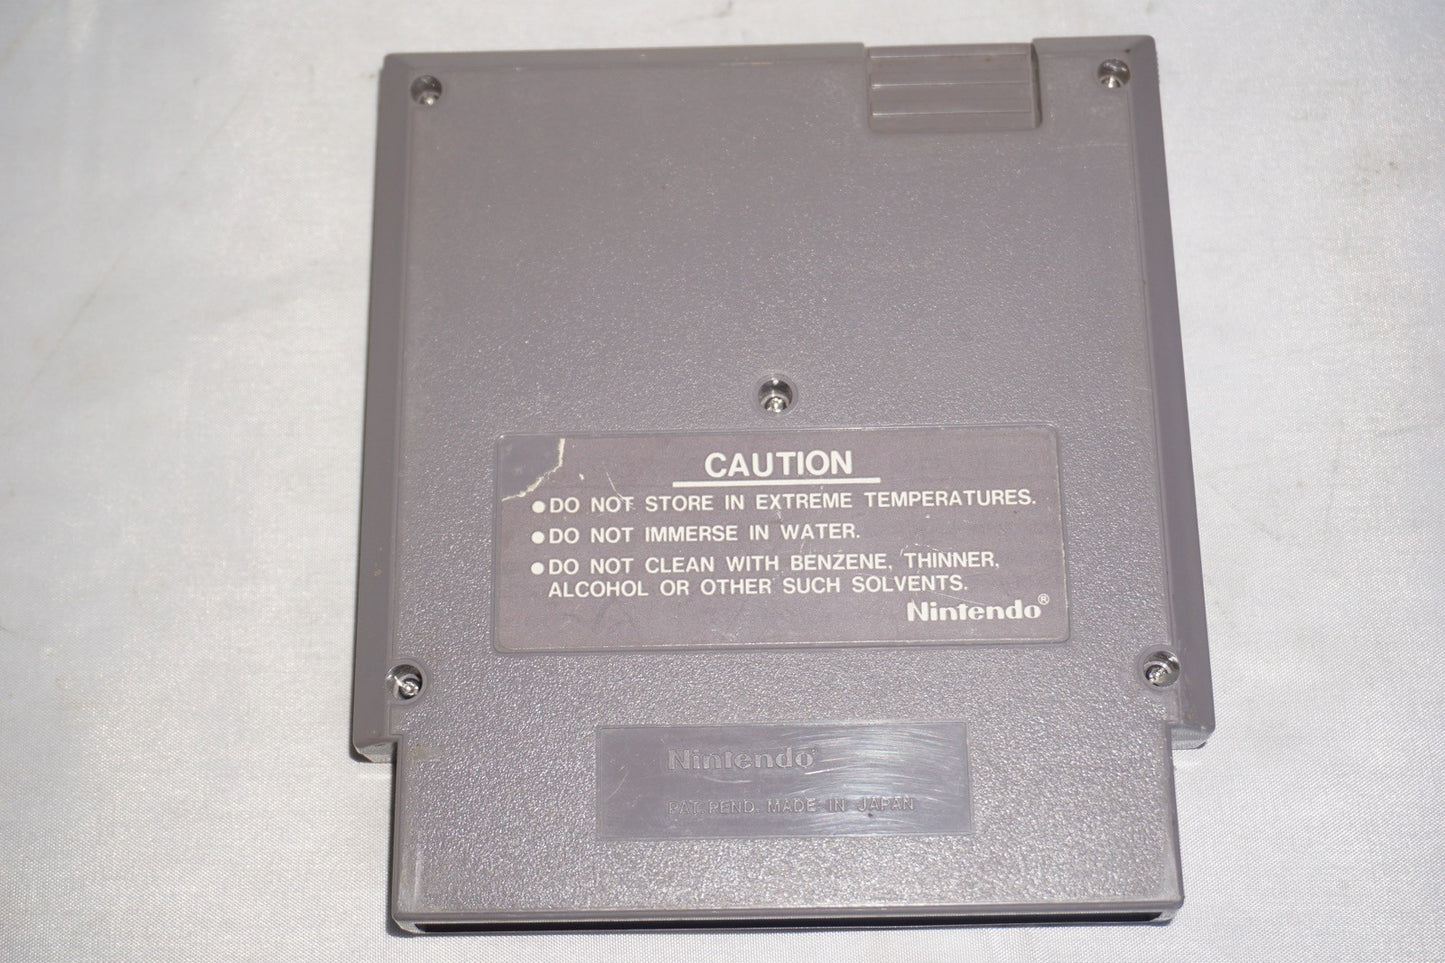 CAUTION
●DO NOT STORE IN EXTREME TEMPERATURES.
●DO NOT IMMERSE IN WATER.
●DO NOT CLEAN WITH BENZENE, THINNER,
ALCOHOL OR OTHER SUCH SOLVENTS.
Nintendo®
Nintendo
PAT. PEND. MADE IN JAPAN